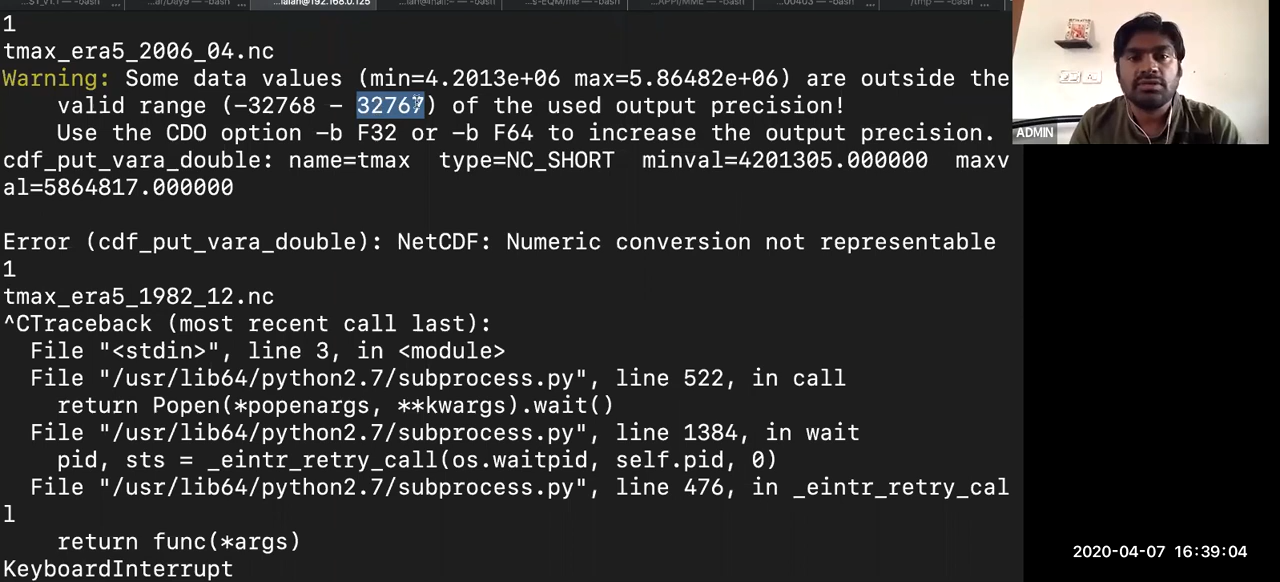 1
tmax_era5_2006_04.nc
Warning: Some data values (min=4.2013e+06 max=5.86482e+06) are outside the
valid range (-32768 - 32767) of the used output precision!
Use the CDO option -b F32 or -b F64 to increase the output precision.
cdf_put_vara_double: name=tmax type=NC_SHORT minval=4201305.000000 maxv
al=5864817.000000
Error (cdf_put_vara_double): NetCDF: Numeric conversion not representable
1
tmax_era5_1982_12.nc
^CTraceback (most recent call last):
File "<stdin>", line 3, in <module>
File "/usr/lib64/python2.7/subprocess.py", line 522, in call
return Popen(*popenargs, **kwargs).wait()
File "/usr/lib64/python2.7/subprocess.py", line 1384, in wait
pid, sts = _eintr_retry_call(os.waitpid, self.pid, 0)
File "/usr/lib64/python2.7/subprocess.py", line 476, in _eintr_retry_cal
l
return func(*args)
KeyboardInterrupt
ADMIN
2020-04-07 16:39:04